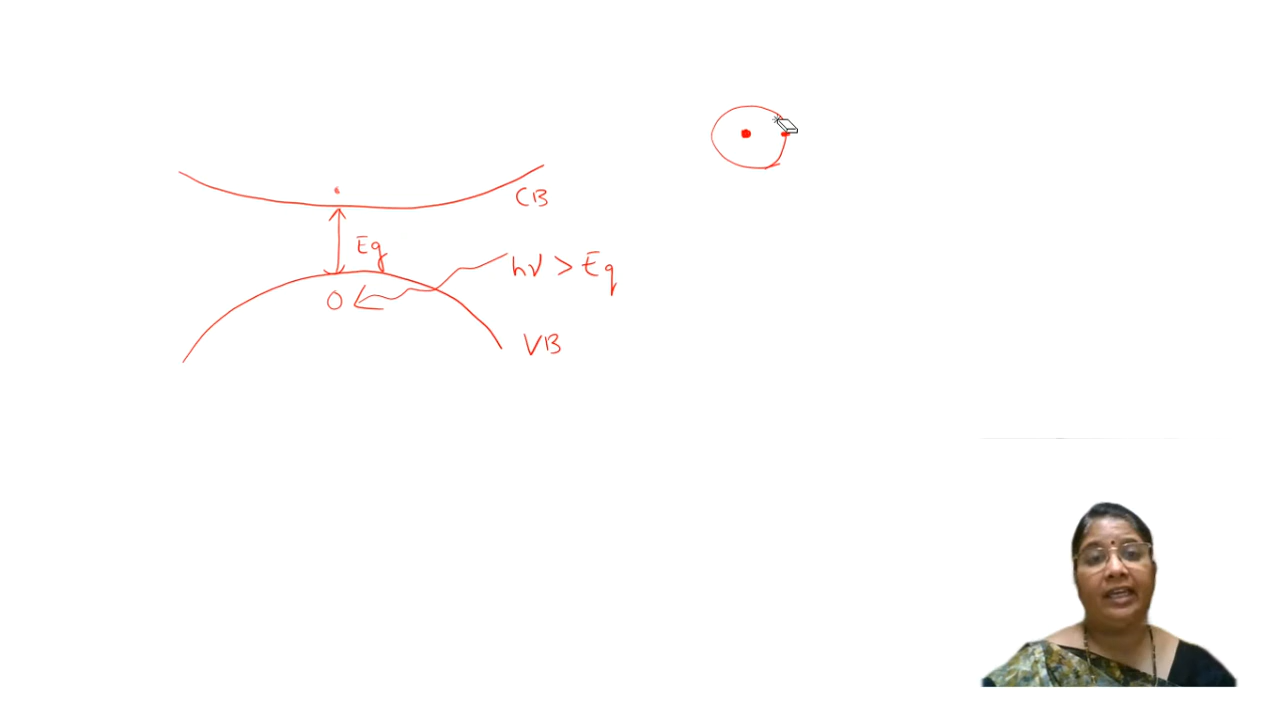 CB
Eg
hν > Eg
O
VB